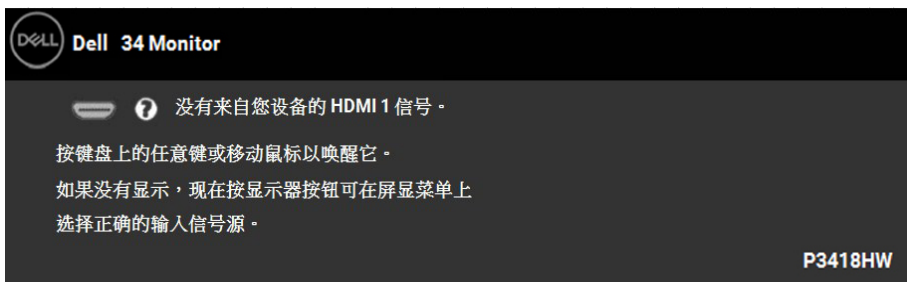 DELL Dell 34 Monitor
没有来自您设备的 HDMI 1 信号。
按键盘上的任意键或移动鼠标以唤醒它。
如果没有显示，现在按显示器按钮可在屏显菜单上
选择正确的输入信号源。
P3418HW